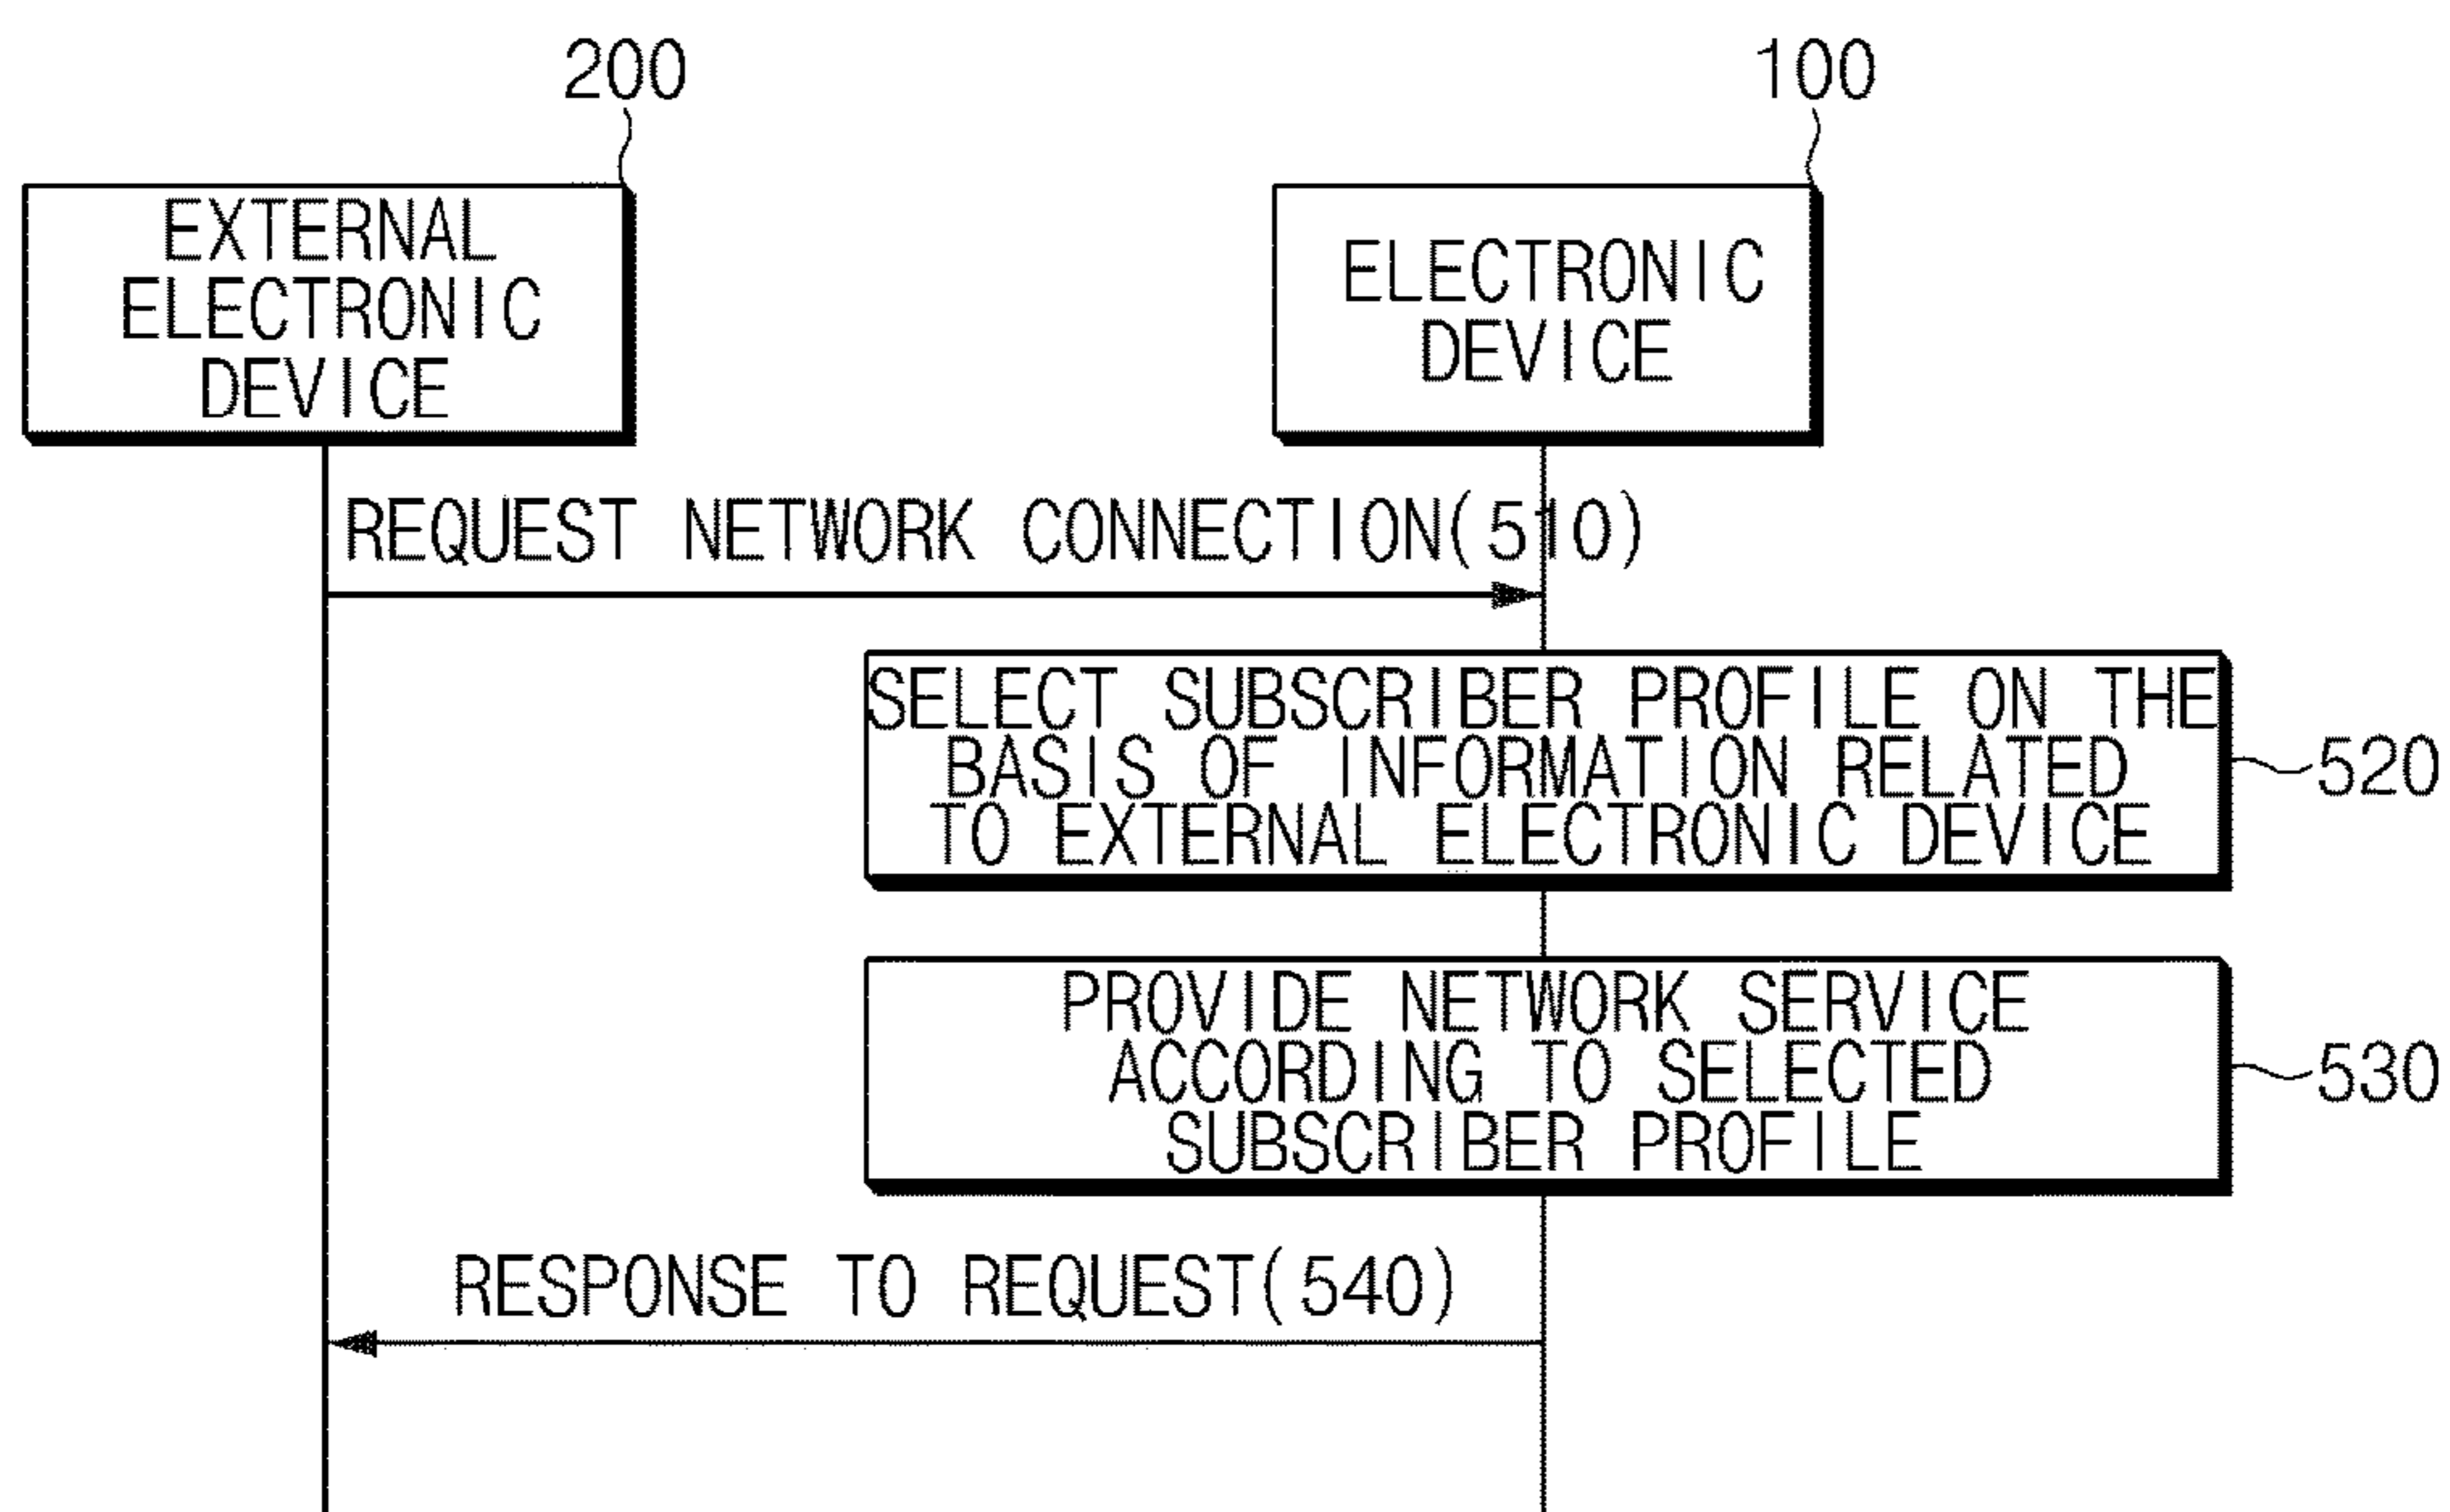 200
100
EXTERNAL
ELECTRONIC
DEVICE
ELECTRONIC
DEVICE
REQUEST NETWORK CONNECTION(510)
SELECT SUBSCRIBER PROFILE ON THE
BASIS OF INFORMATION RELATED
TO EXTERNAL ELECTRONIC DEVICE
520
PROVIDE NETWORK SERVICE
ACCORDING TO SELECTED
SUBSCRIBER PROFILE
530
RESPONSE TO REQUEST(540)